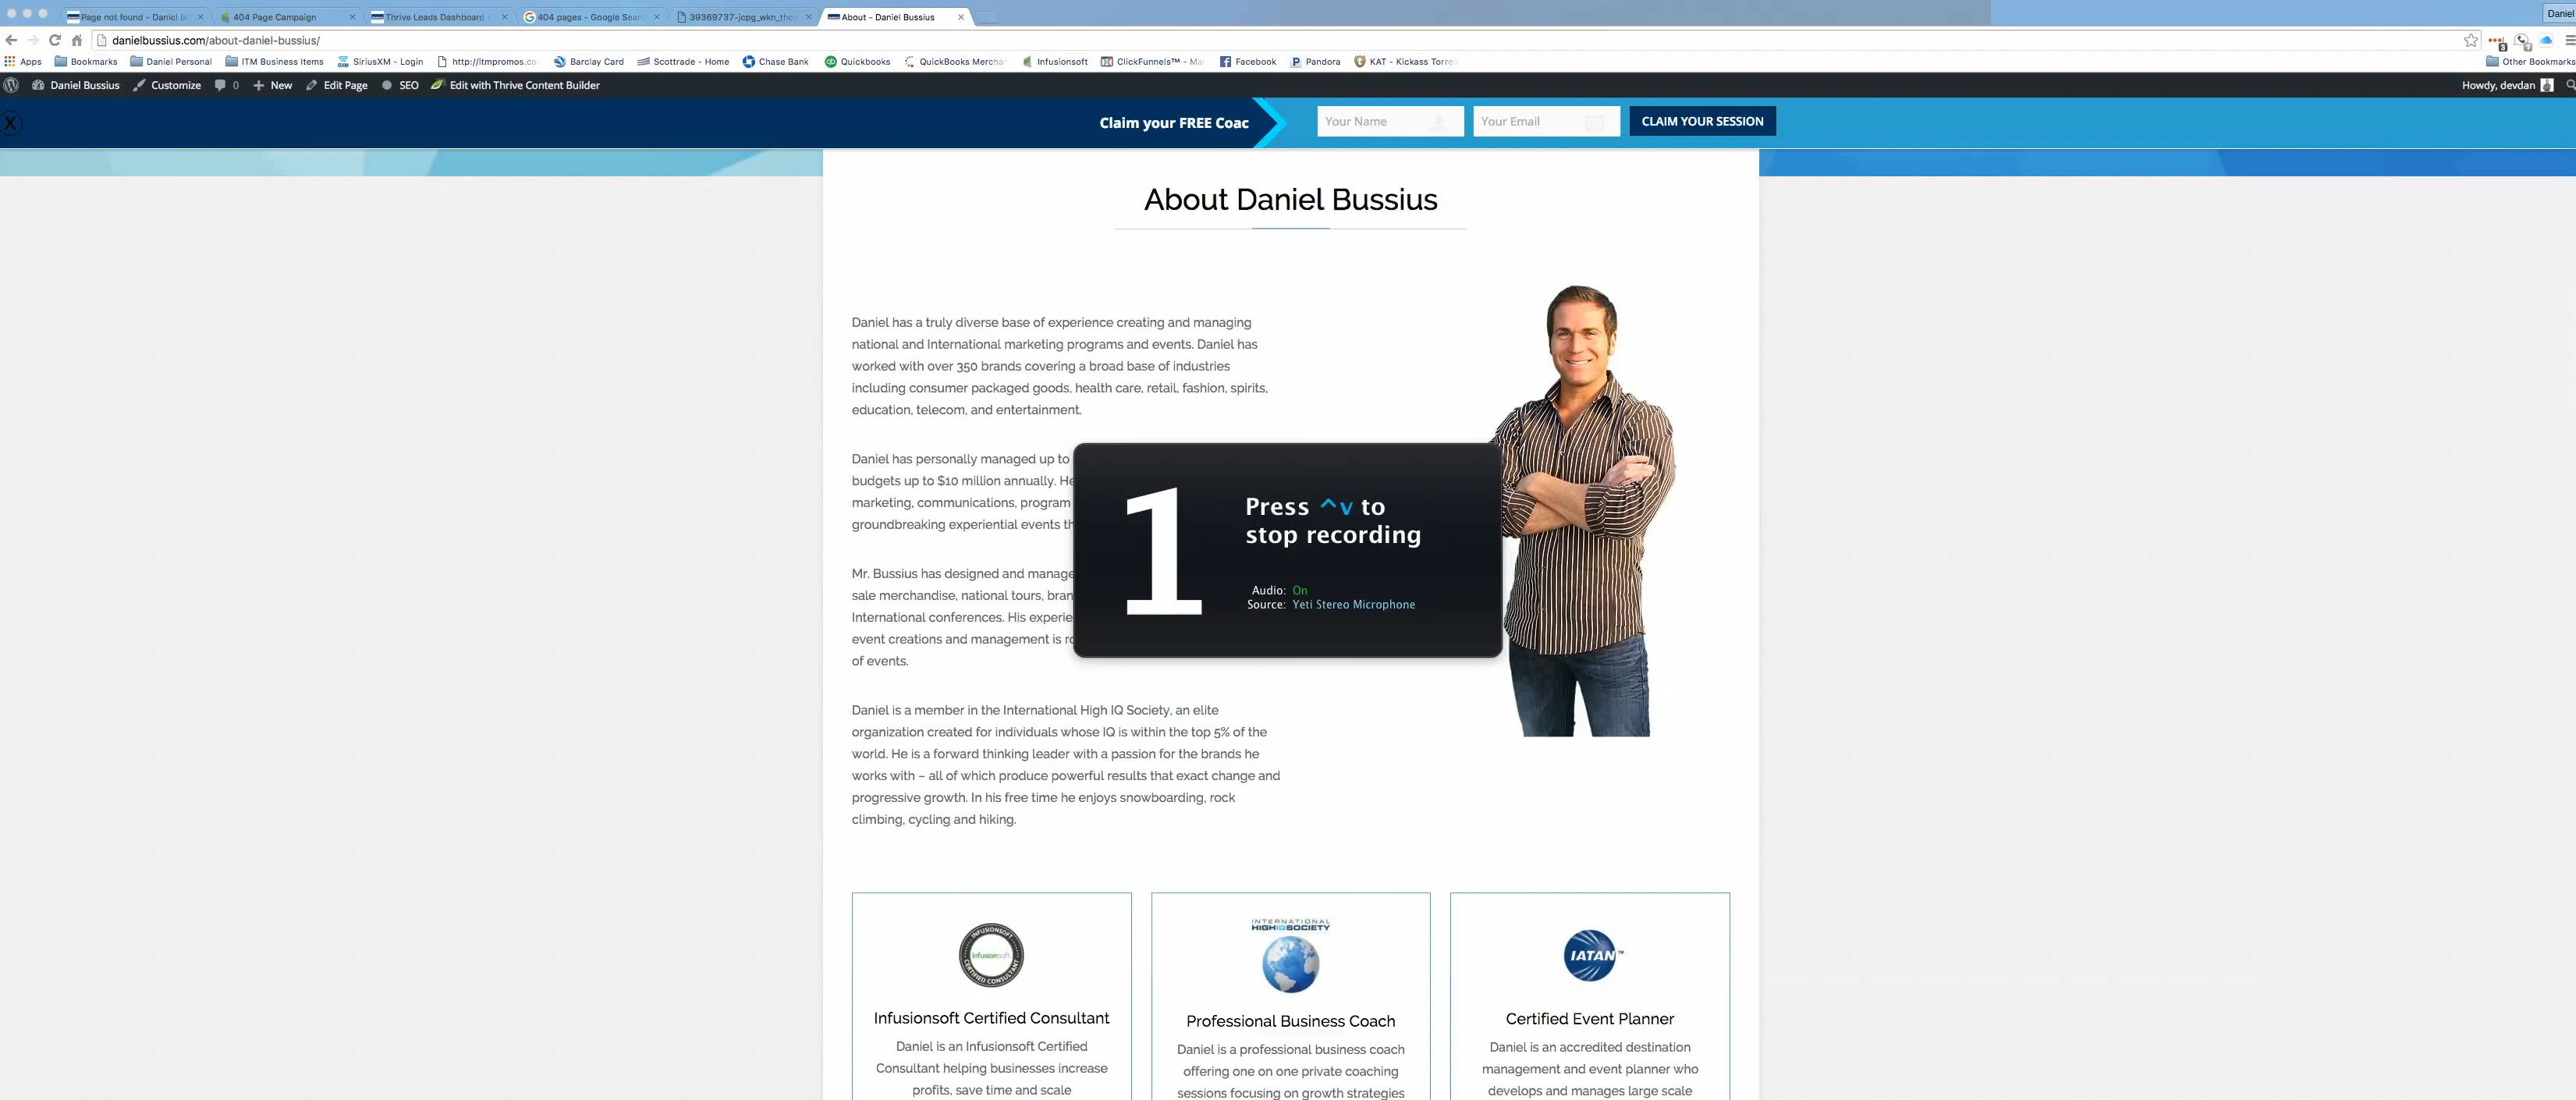 Page not found - Daniel B
404 Page Campaign
Thrive Leads Dashboard
404 pages - Google Sear
39369737-jcpg_wkn_the
About - Daniel Bussius
Daniel
danielbussius.com/about-daniel-bussius/
Apps
Bookmarks
Daniel Personal
ITM Business Items
SiriusXM - Login
http://itmpromos.co
Barclay Card
Scottrade - Home
Chase Bank
Quickbooks
QuickBooks Mercha
Infusionsoft
ClickFunnels™ - Ma
Facebook
Pandora
KAT - Kickass Torre
Other Bookmarks
Daniel Bussius
Customize
0
New
Edit Page
SEO
Edit with Thrive Content Builder
Howdy, devdan
X
Claim your FREE Coac
Your Name
Your Email
CLAIM YOUR SESSION
About Daniel Bussius
Daniel has a truly diverse base of experience creating and managing
national and International marketing programs and events. Daniel has
worked with over 350 brands covering a broad base of industries
including consumer packaged goods, health care, retail, fashion, spirits,
education, telecom, and entertainment.
Daniel has personally managed up to
budgets up to $10 million annually. He
marketing, communications, program
groundbreaking experiential events th
Mr. Bussius has designed and manage
sale merchandise, national tours, bran
International conferences. His experie
event creations and management is ro
of events.
1
Press ^v to
stop recording
Audio: On
Source: Yeti Stereo Microphone
Daniel is a member in the International High IQ Society, an elite
organization created for individuals whose IQ is within the top 5% of the
world. He is a forward thinking leader with a passion for the brands he
works with – all of which produce powerful results that exact change and
progressive growth. In his free time he enjoys snowboarding, rock
climbing, cycling and hiking.
INFUSIONSOFT
Infusionsoft
CERTIFIED CONSULTANT
Infusionsoft Certified Consultant
Daniel is an Infusionsoft Certified
Consultant helping businesses increase
profits, save time and scale
INTERNATIONAL
HIGHIQSOCIETY
Professional Business Coach
Daniel is a professional business coach
offering one on one private coaching
sessions focusing on growth strategies
IATAN™
Certified Event Planner
Daniel is an accredited destination
management and event planner who
develops and manages large scale